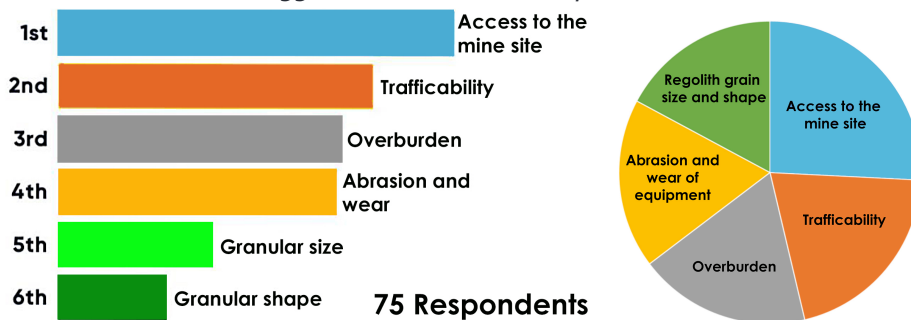 1st
Access to the
mine site
2nd
Trafficability
3rd
Overburden
4th
Abrasion and
wear
5th
Granular size
6th
Granular shape
75 Respondents
Regolith grain
size and shape
Access to the
mine site
Abrasion and
wear of
equipment
Trafficability
Overburden